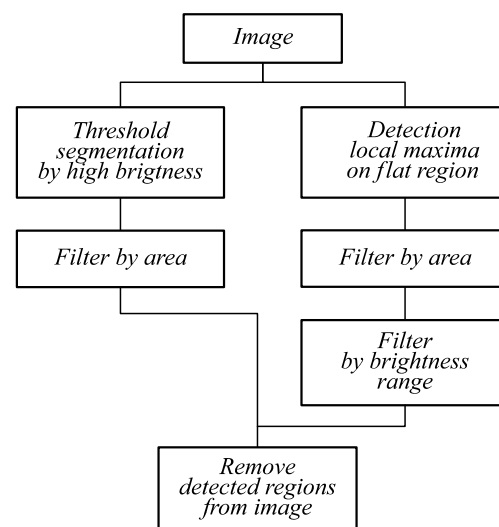 Image
Threshold
segmentation
by high brigtness
Detection
local maxima
on flat region
Filter by area
Filter by area
Filter
by brightness
range
Remove
detected regions
from image